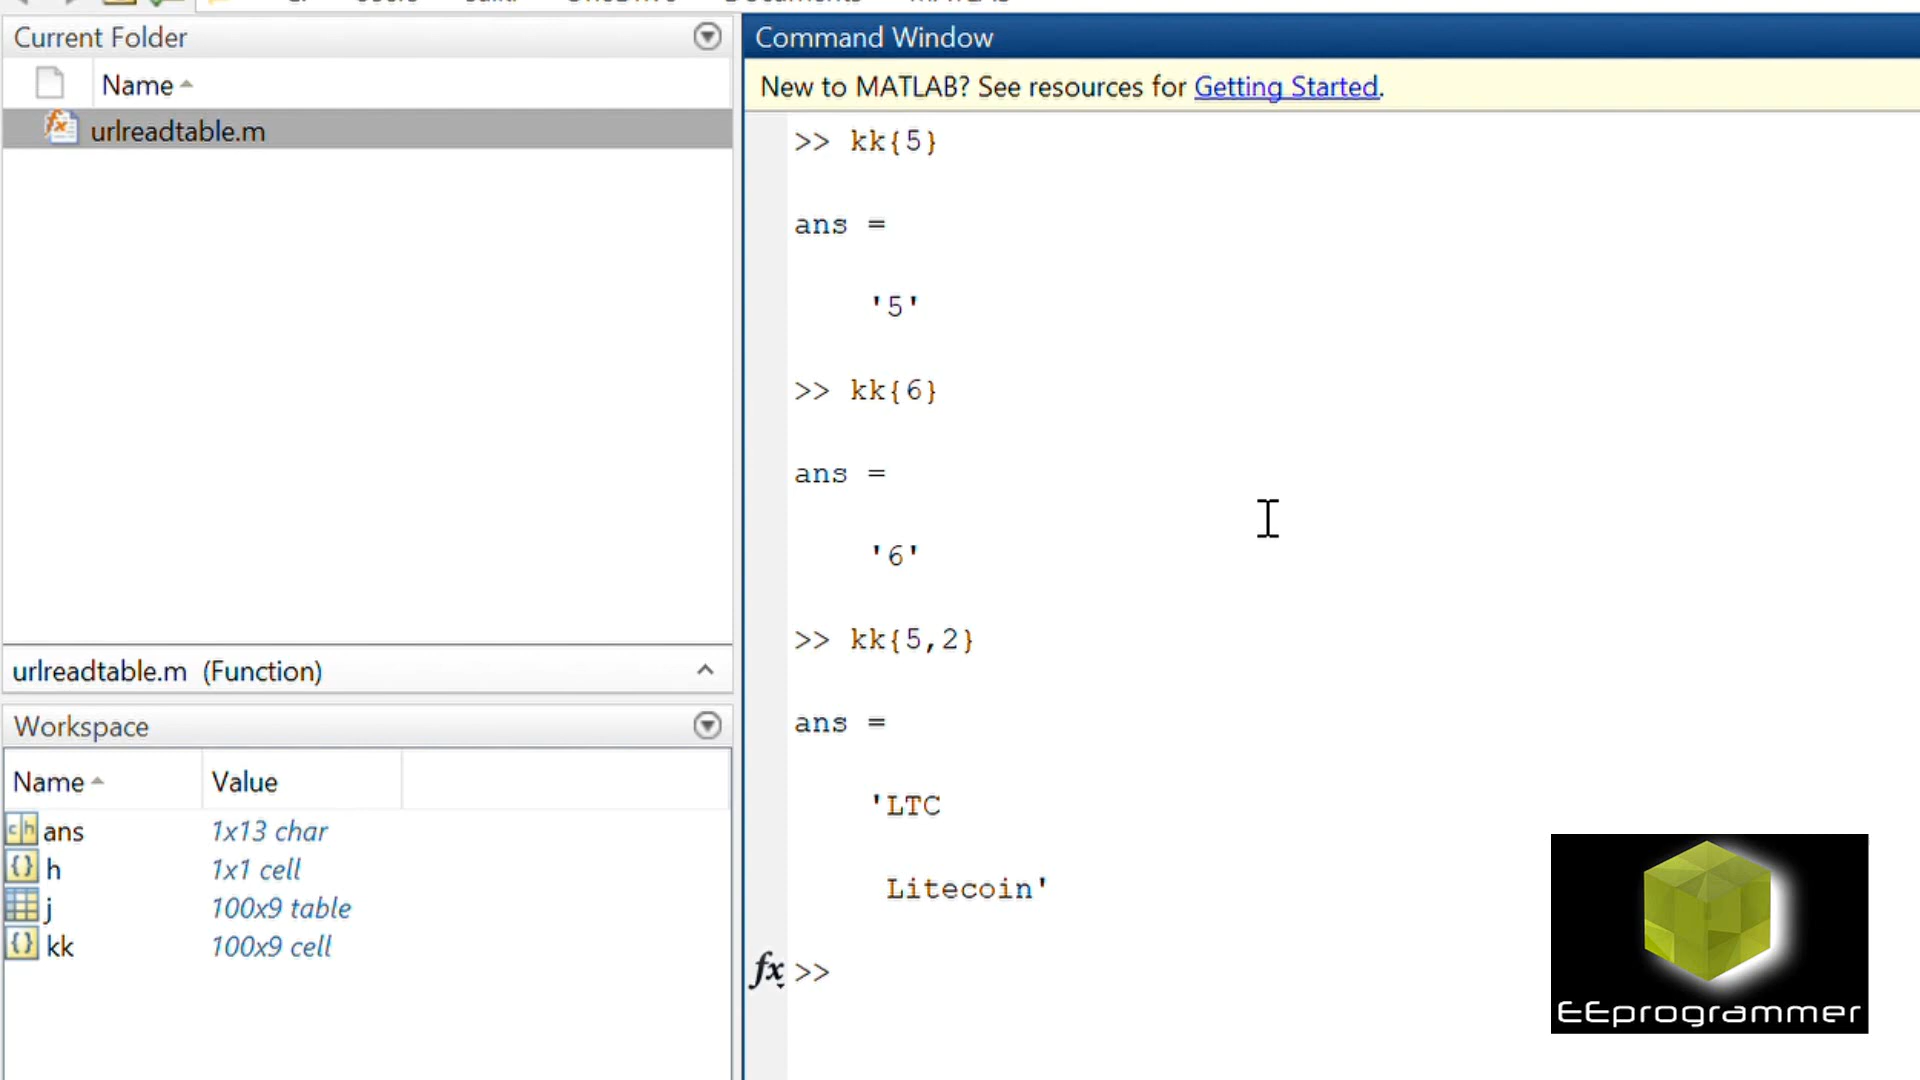 Current Folder
Name
urlreadtable.m
urlreadtable.m (Function)
Workspace
Name Value
ans 1x13 char
h 1x1 cell
j 100x9 table
kk 100x9 cell
Command Window
New to MATLAB? See resources for Getting Started.
>> kk{5}
ans =
'5'
>> kk{6}
ans =
'6'
>> kk{5,2}
ans =
'LTC
Litecoin'
fx >>
EEprogrammer